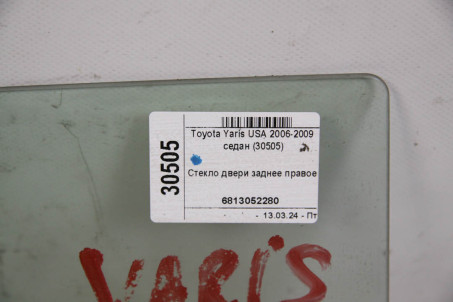 30505
Toyota Yaris USA 2006-2009
седан (30505)
Стекло двери заднее правое
6813052280
- 13.03.24 - Пт
YARIS